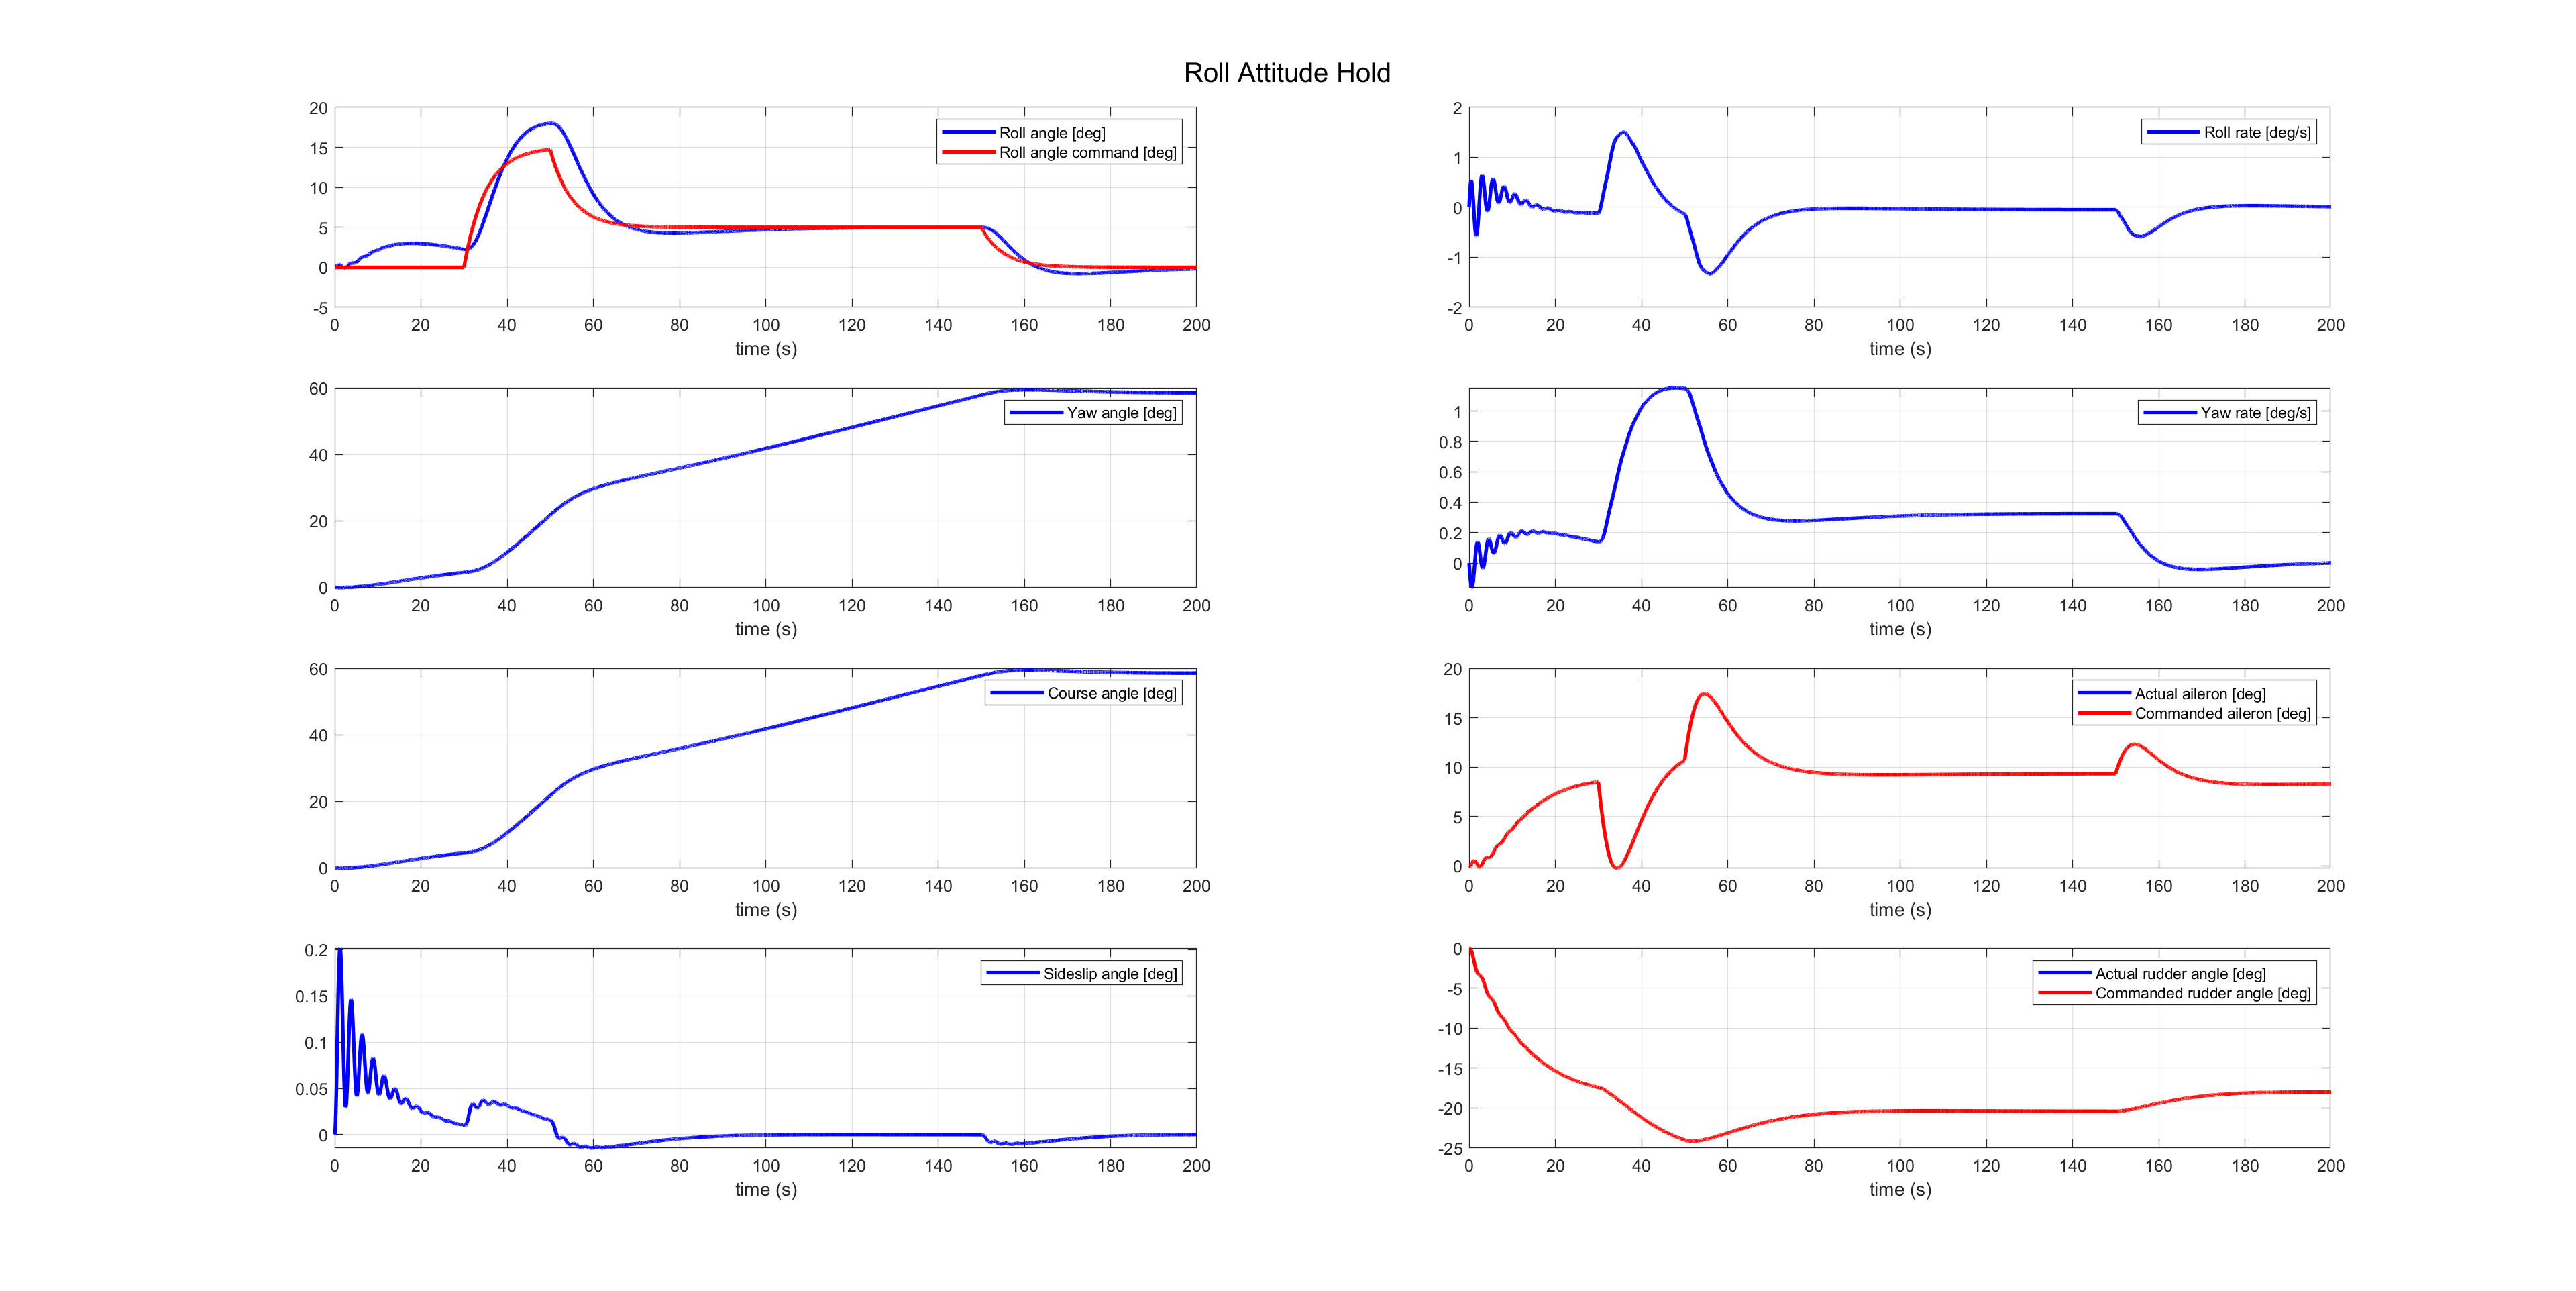 Roll Attitude Hold
20
15
10
5
0
-5
Roll angle [deg]
Roll angle command [deg]
0 20 40 60 80 100 120 140 160 180 200
time (s)
2
1
0
-1
-2
Roll rate [deg/s]
0 20 40 60 80 100 120 140 160 180 200
time (s)
60
40
20
0
Yaw angle [deg]
0 20 40 60 80 100 120 140 160 180 200
time (s)
1
0.8
0.6
0.4
0.2
0
Yaw rate [deg/s]
0 20 40 60 80 100 120 140 160 180 200
time (s)
60
40
20
0
Course angle [deg]
0 20 40 60 80 100 120 140 160 180 200
time (s)
20
15
10
5
0
Actual aileron [deg]
Commanded aileron [deg]
0 20 40 60 80 100 120 140 160 180 200
time (s)
0.2
0.15
0.1
0.05
0
Sideslip angle [deg]
0 20 40 60 80 100 120 140 160 180 200
time (s)
0
-5
-10
-15
-20
-25
Actual rudder angle [deg]
Commanded rudder angle [deg]
0 20 40 60 80 100 120 140 160 180 200
time (s)